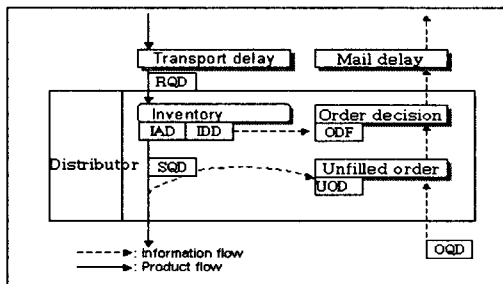 Transport delay Mail delay
RQD
Inventory Order decision
IAD IDD ODF
Distributor SQD Unfilled order
UOD
OQD
: Information flow
: Product flow